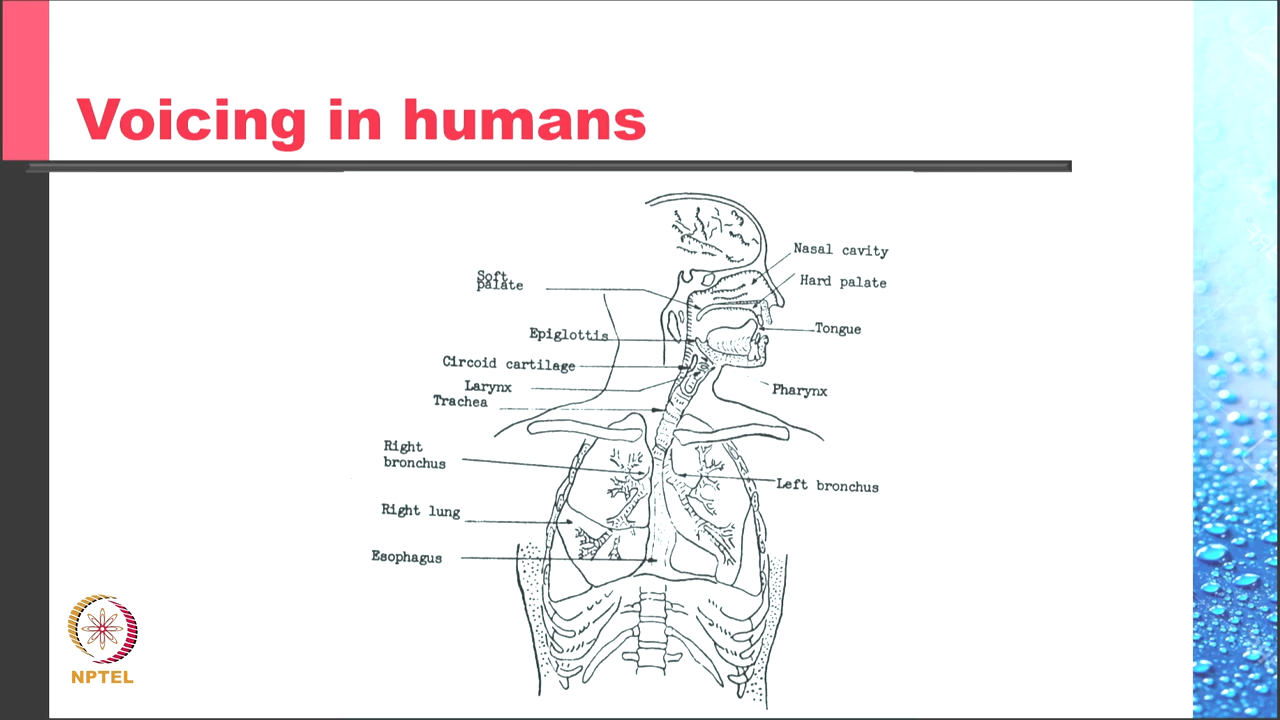 Voicing in humans
Nasal cavity
Soft
palate
Hard palate
Tongue
Epiglottis
Circoid cartilage
Larynx
Pharynx
Trachea
Right
bronchus
Left bronchus
Right lung
Esophagus
NPTEL